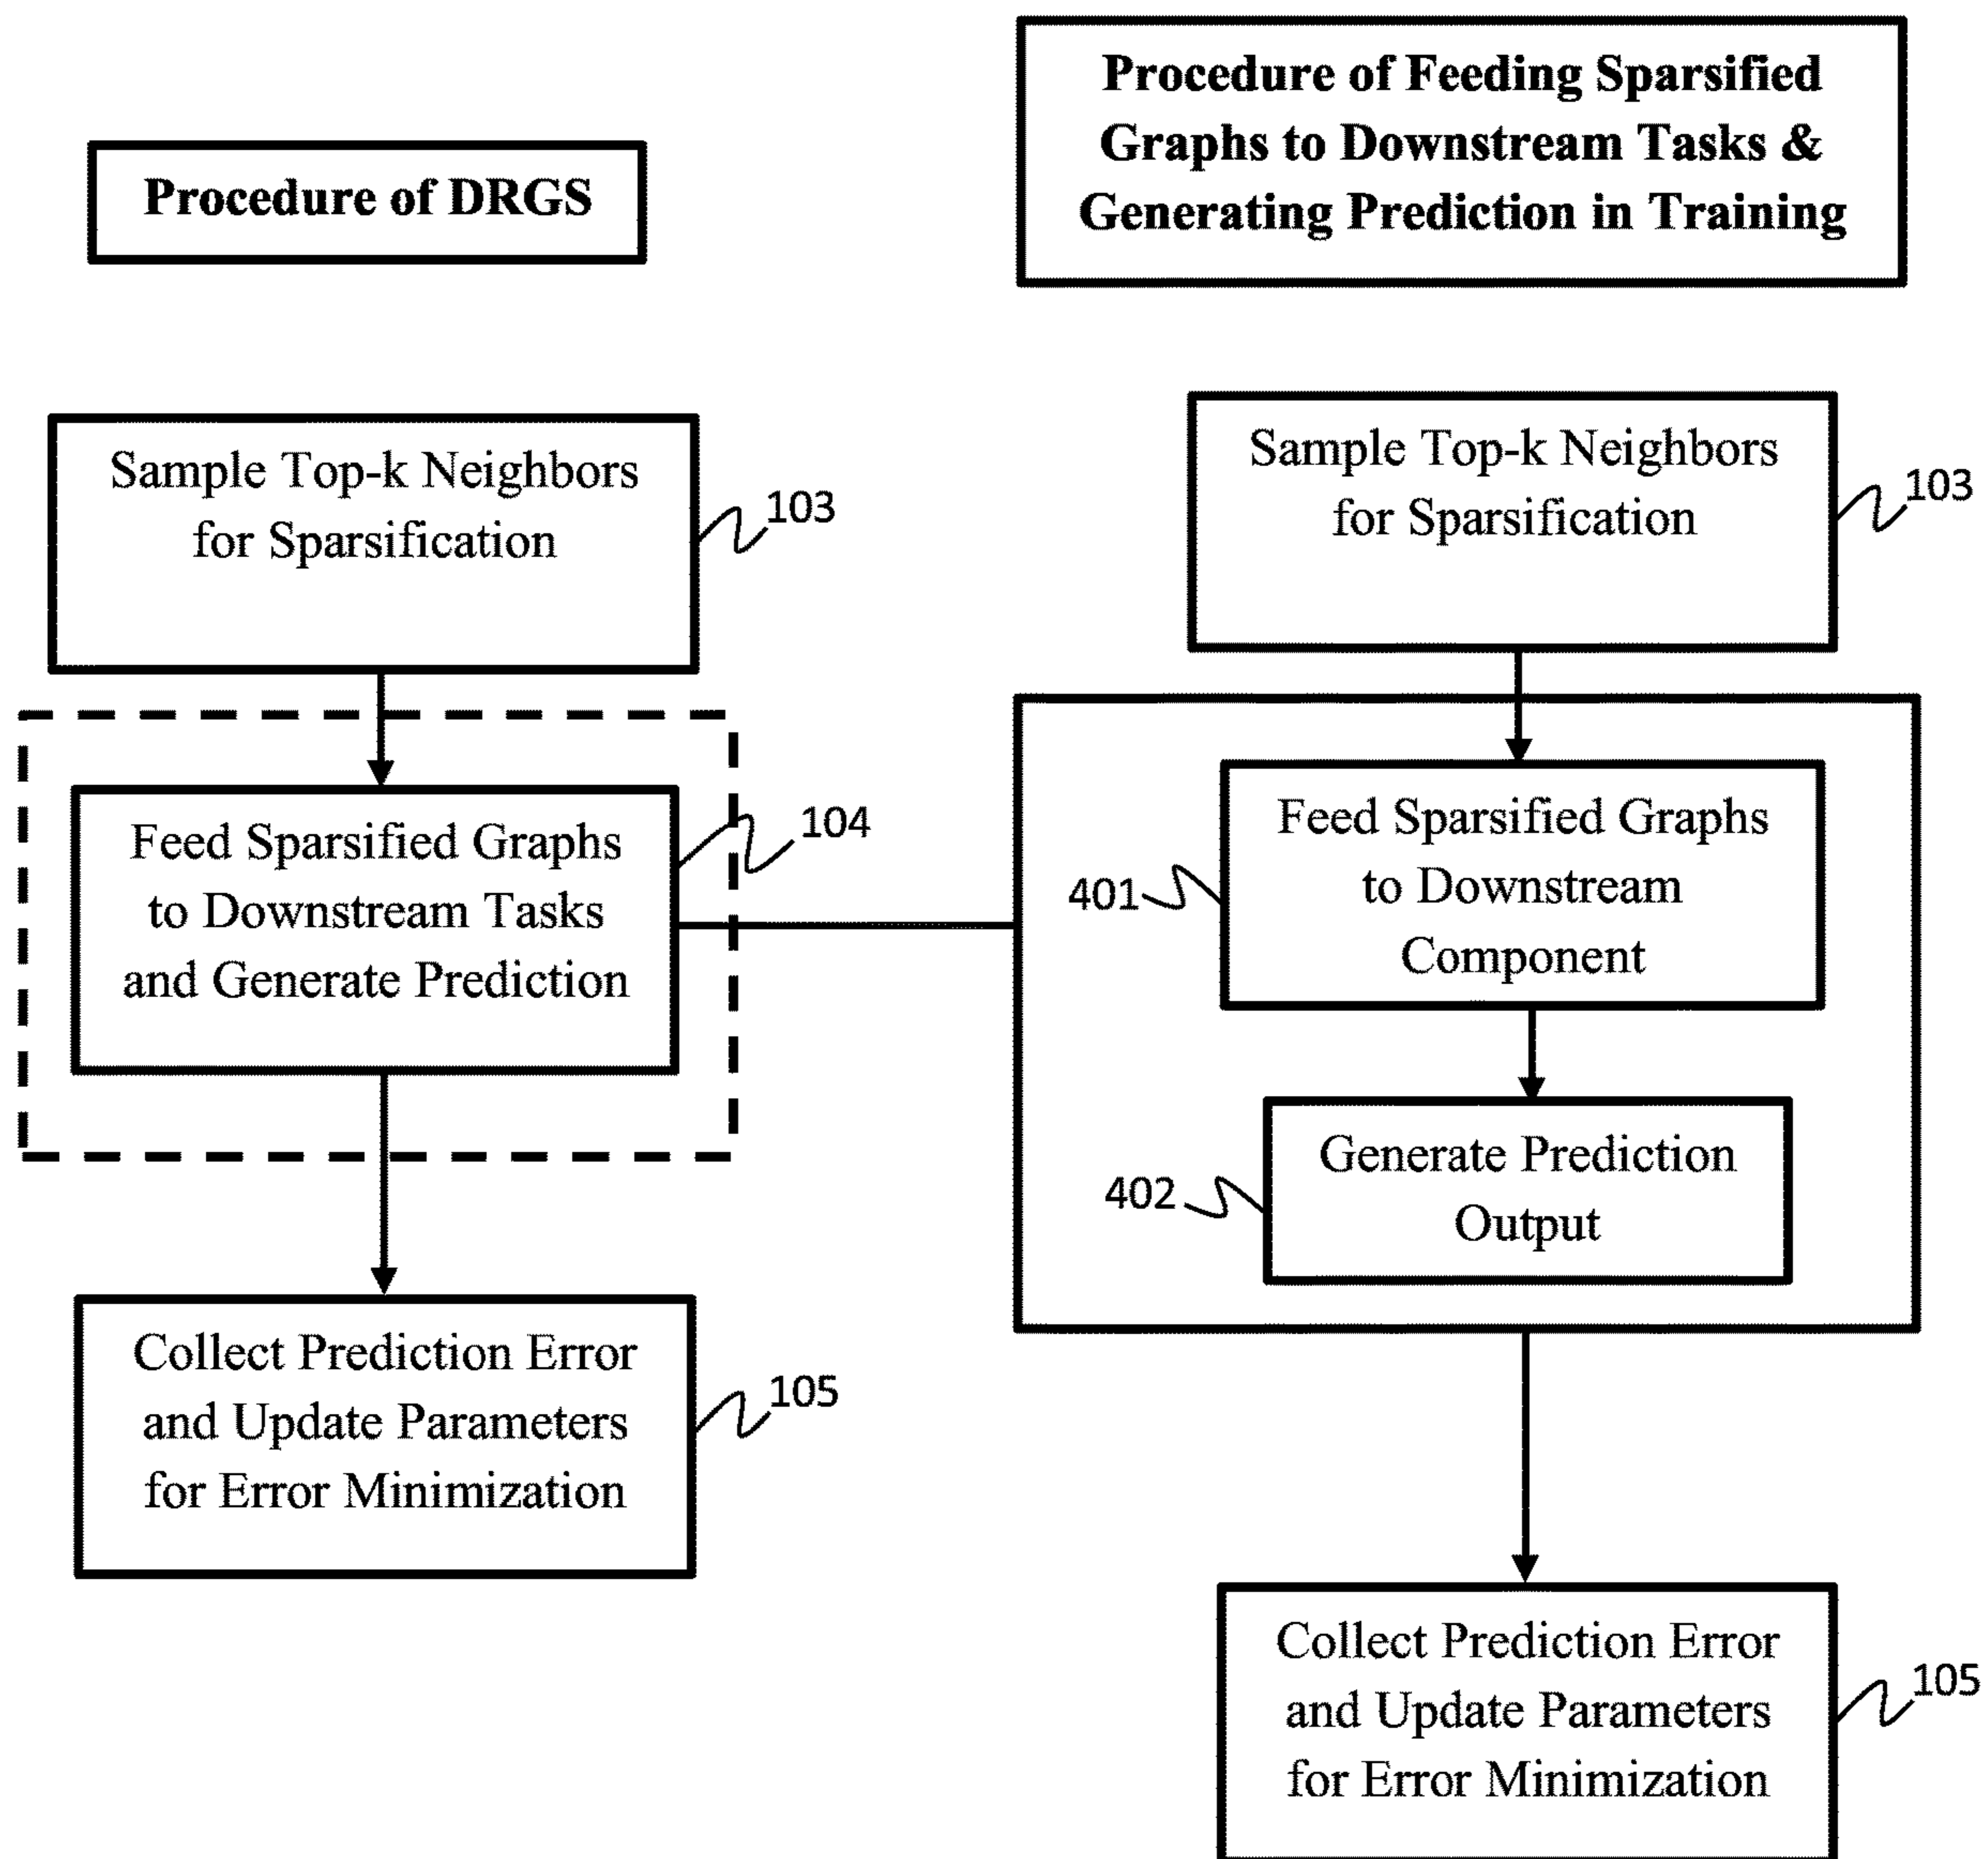 Procedure of DRGS
Sample Top-k Neighbors
for Sparsification
103
Feed Sparsified Graphs
to Downstream Tasks
and Generate Prediction
104
Collect Prediction Error
and Update Parameters
for Error Minimization
105
Procedure of Feeding Sparsified
Graphs to Downstream Tasks &
Generating Prediction in Training
Sample Top-k Neighbors
for Sparsification
103
Feed Sparsified Graphs
to Downstream
Component
401
Generate Prediction
Output
402
Collect Prediction Error
and Update Parameters
for Error Minimization
105